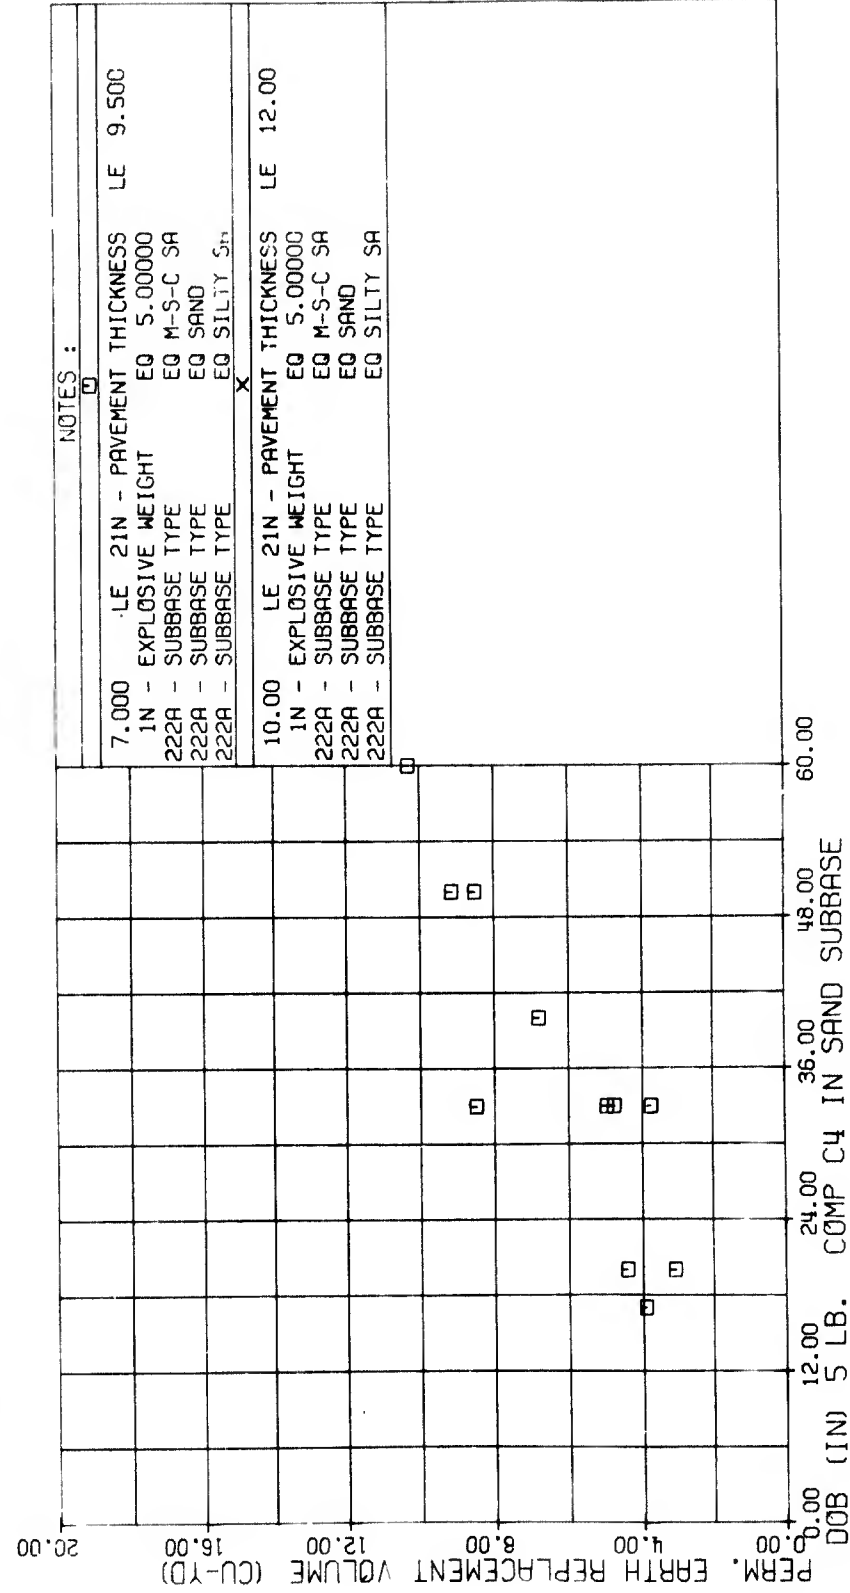 NOTES :
7.000 LE 21N - PAVEMENT THICKNESS LE 9.500
1N - EXPLOSIVE WEIGHT EQ 5.00000
222A - SUBBASE TYPE EQ M-S-C SA
222A - SUBBASE TYPE EQ SAND
222A - SUBBASE TYPE EQ SILTY SA
X
10.00 LE 21N - PAVEMENT THICKNESS LE 12.00
1N - EXPLOSIVE WEIGHT EQ 5.00000
222A - SUBBASE TYPE EQ M-S-C SA
222A - SUBBASE TYPE EQ SAND
222A - SUBBASE TYPE EQ SILTY SA
PERM. EARTH REPLACEMENT VOLUME (CU-YD)
20.00
16.00
12.00
8.00
4.00
0.00
0.00 12.00 24.00 36.00 48.00 60.00
DOB (IN) 5 LB. COMP C4 IN SAND SUBBASE